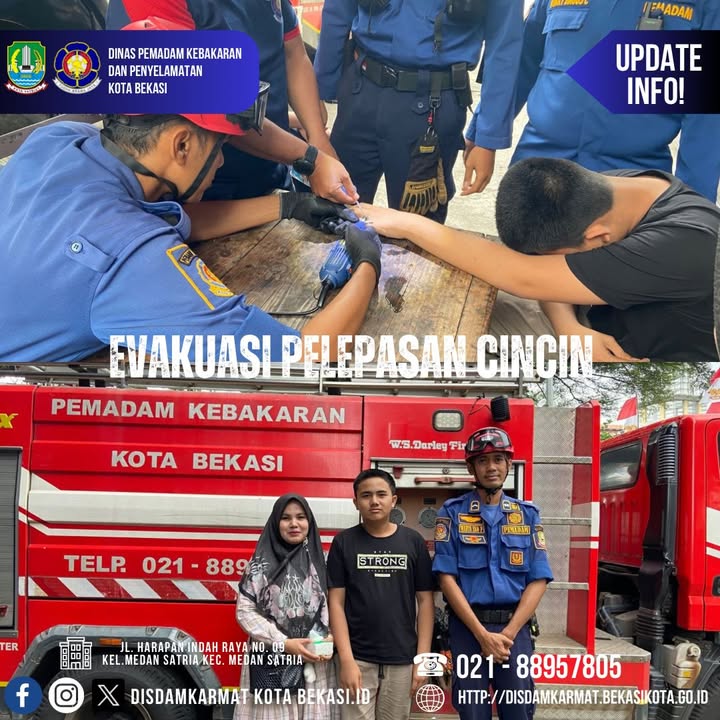 DINAS PEMADAM KEBAKARAN
DAN PENYELAMATAN
KOTA BEKASI
UPDATE
INFO!
EVAKUASI PELEPASAN CINCIN
PEMADAM KEBAKARAN
KOTA BEKASI
W.S. Darley
TELP. 021 - 889
STRONG
PEMADAM
JL. HARAPAN INDAH RAYA NO. 09
KEL.MEDAN SATRIA KEC. MEDAN SATRIA
021 - 88957805
DISDAMKARMAT KOTA BEKASI.ID
HTTP://DISDAMKARMAT.BEKASIKOTA.GO.ID